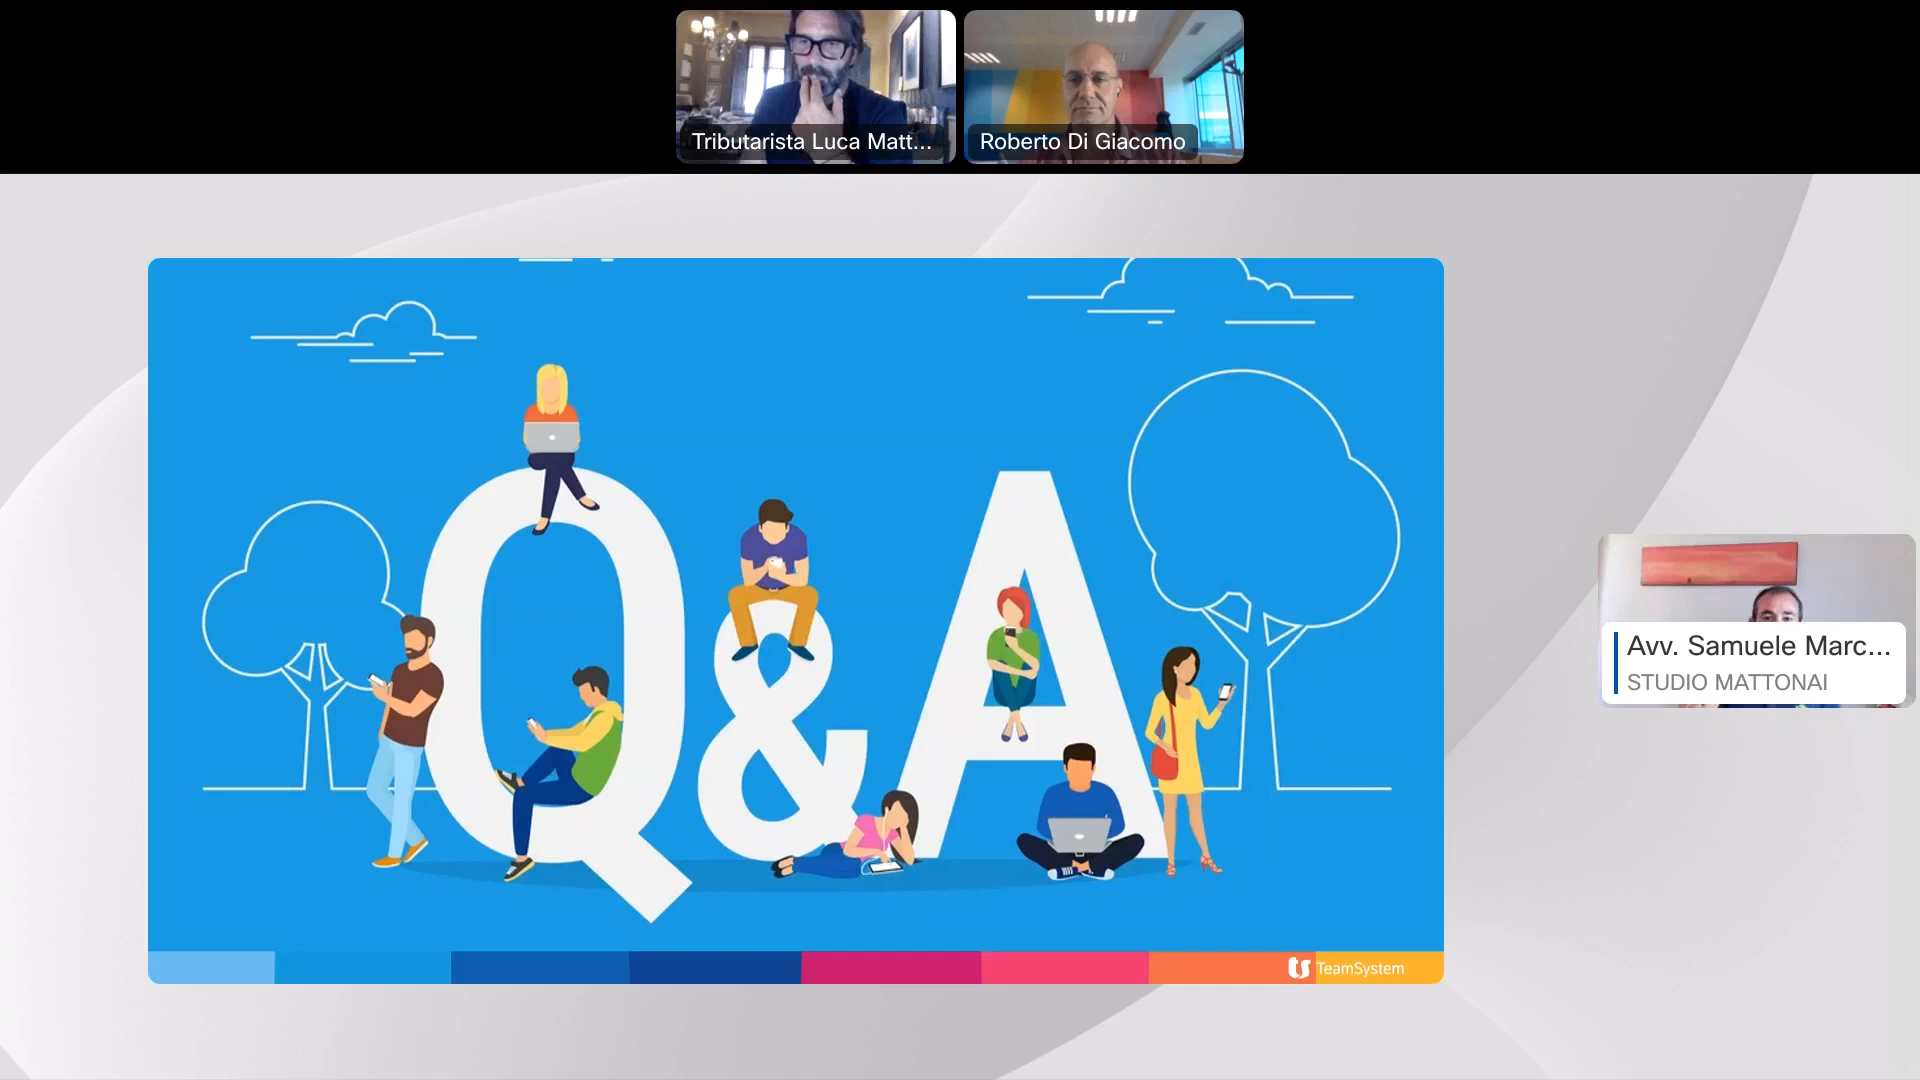 Tributarista Luca Matt...
Roberto Di Giacomo
Q&A
Avv. Samuele Marc...
STUDIO MATTONAI
TeamSystem